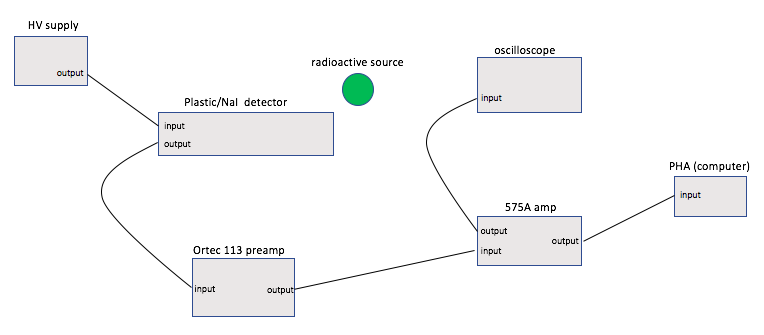 HV supply
output
radioactive source
oscilloscope
input
Plastic/NaI detector
input
output
PHA (computer)
input
575A amp
output
input
output
Ortec 113 preamp
input
output